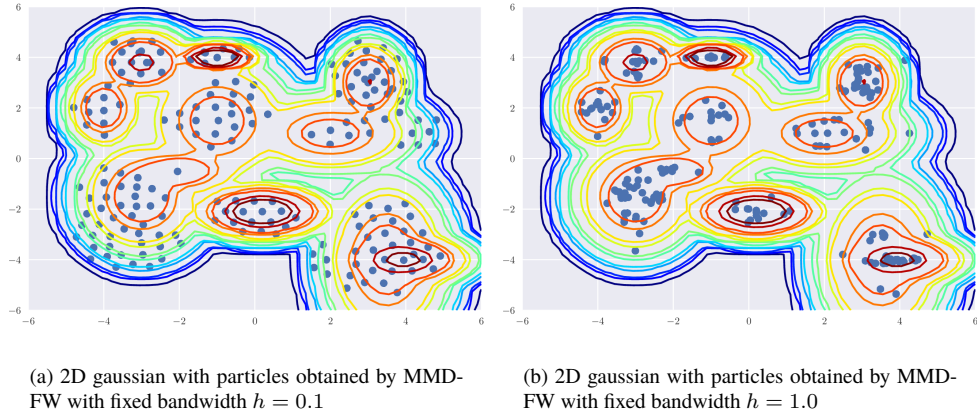 6
4
2
0
−2
−4
−6
−6 −4 −2 0 2 4 6
6
4
2
0
−2
−4
−6
−6 −4 −2 0 2 4 6
(a) 2D gaussian with particles obtained by MMD-
FW with fixed bandwidth h = 0.1
(b) 2D gaussian with particles obtained by MMD-
FW with fixed bandwidth h = 1.0